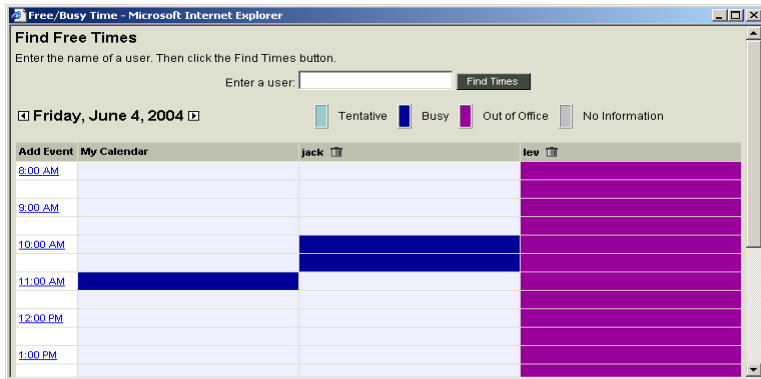 Free/Busy Time - Microsoft Internet Explorer
Find Free Times
Enter the name of a user. Then click the Find Times button.
Enter a user: Find Times
Friday, June 4, 2004 Tentative Busy Out of Office No Information
Add Event My Calendar jack lev
8:00 AM
9:00 AM
10:00 AM
11:00 AM
12:00 PM
1:00 PM